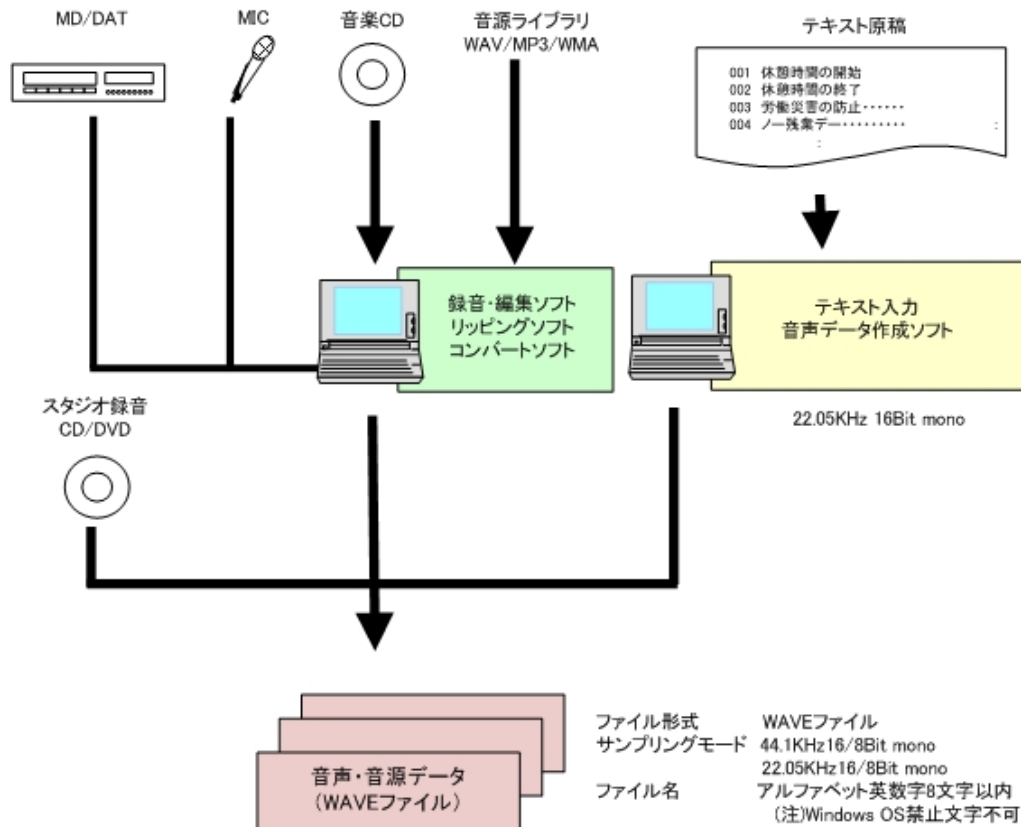 MD/DAT
MIC
音楽CD
音源ライブラリ
WAV/MP3/WMA
テキスト原稿
001 休憩時間の開始
002 休憩時間の終了
003 労働災害の防止・・・・・・
004 ノー残業デー・・・・・・・・・ :
:
録音・編集ソフト
リッピングソフト
コンバートソフト
テキスト入力
音声データ作成ソフト
22.05KHz 16Bit mono
スタジオ録音
CD/DVD
音声・音源データ
(WAVEファイル)
ファイル形式 WAVEファイル
サンプリングモード 44.1KHz16/8Bit mono
22.05KHz16/8Bit mono
ファイル名 アルファベット英数字8文字以内
(注)Windows OS禁止文字不可